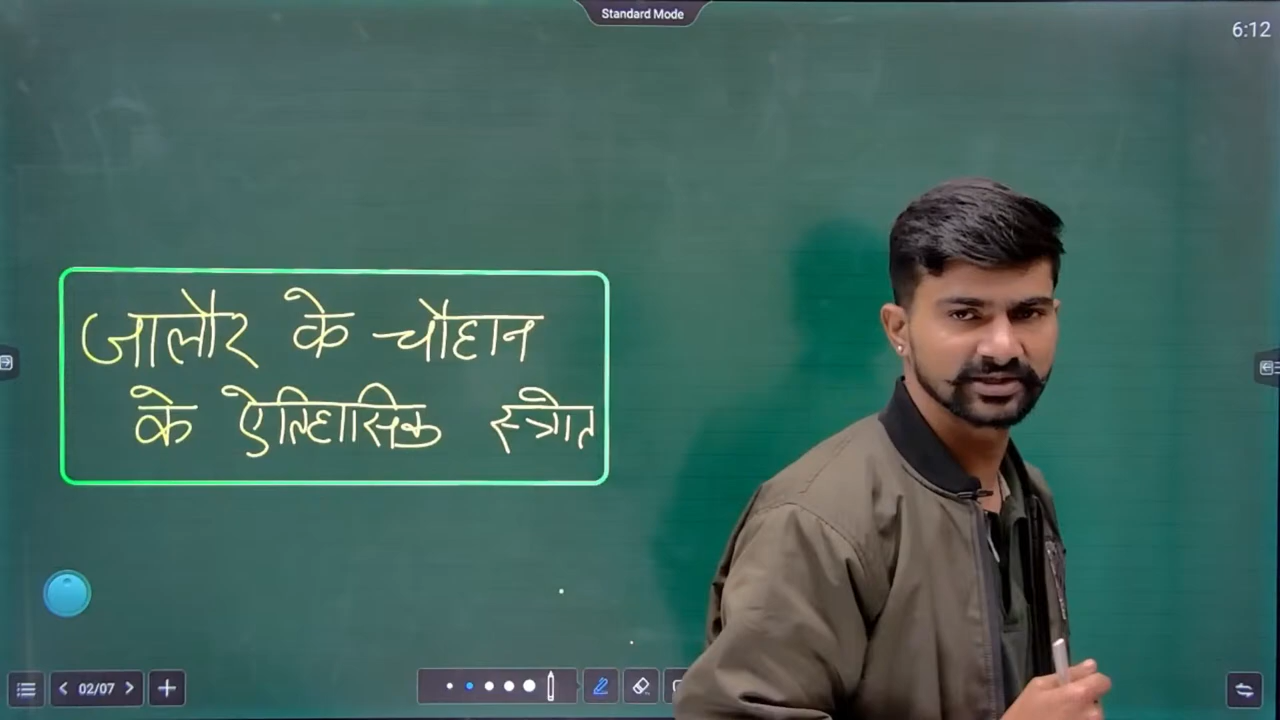 Standard Mode
6:12
जालौर के चौहान
के ऐतिहासिक स्त्रोत
02/07